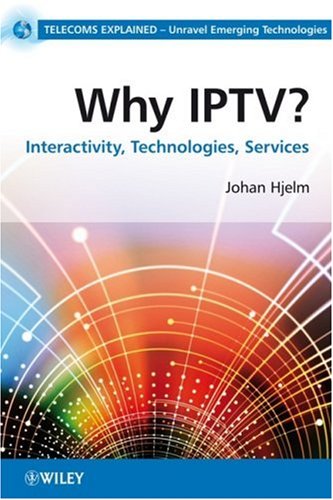 TELECOMS EXPLAINED – Unravel Emerging Technologies
Why IPTV?
Interactivity, Technologies, Services
Johan Hjelm
WILEY